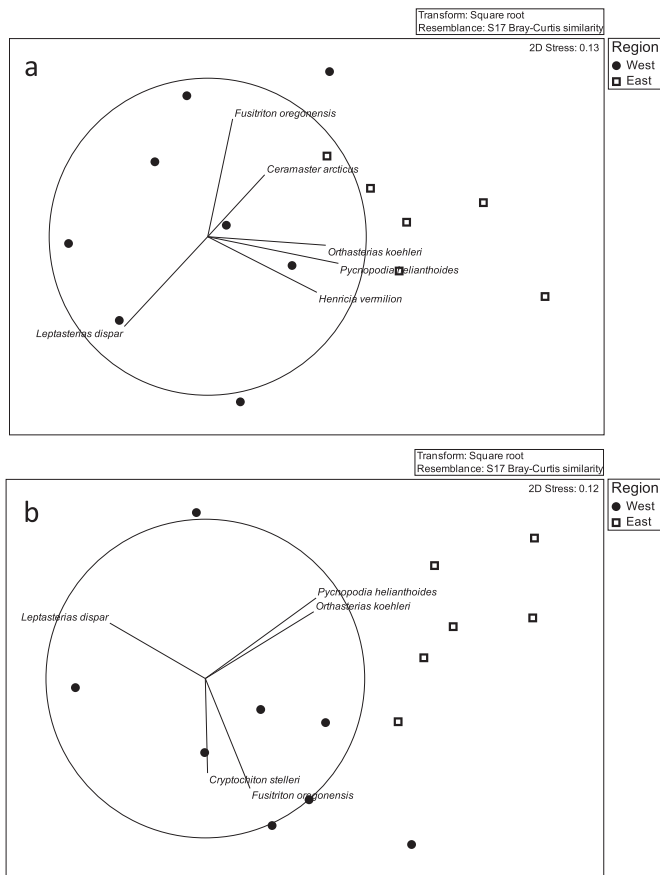 Transform: Square root
Resemblance: S17 Bray-Curtis similarity
a
2D Stress: 0.13
Region
West
East
Fusitriton oregonensis
Ceramaster arcticus
Orthasterias koehleri
Pycnopodia helianthoides
Henricia vermilion
Leptasterias dispar
Transform: Square root
Resemblance: S17 Bray-Curtis similarity
b
2D Stress: 0.12
Region
West
East
Pycnopodia helianthoides
Orthasterias koehleri
Leptasterias dispar
Cryptochiton stelleri
Fusitriton oregonensis